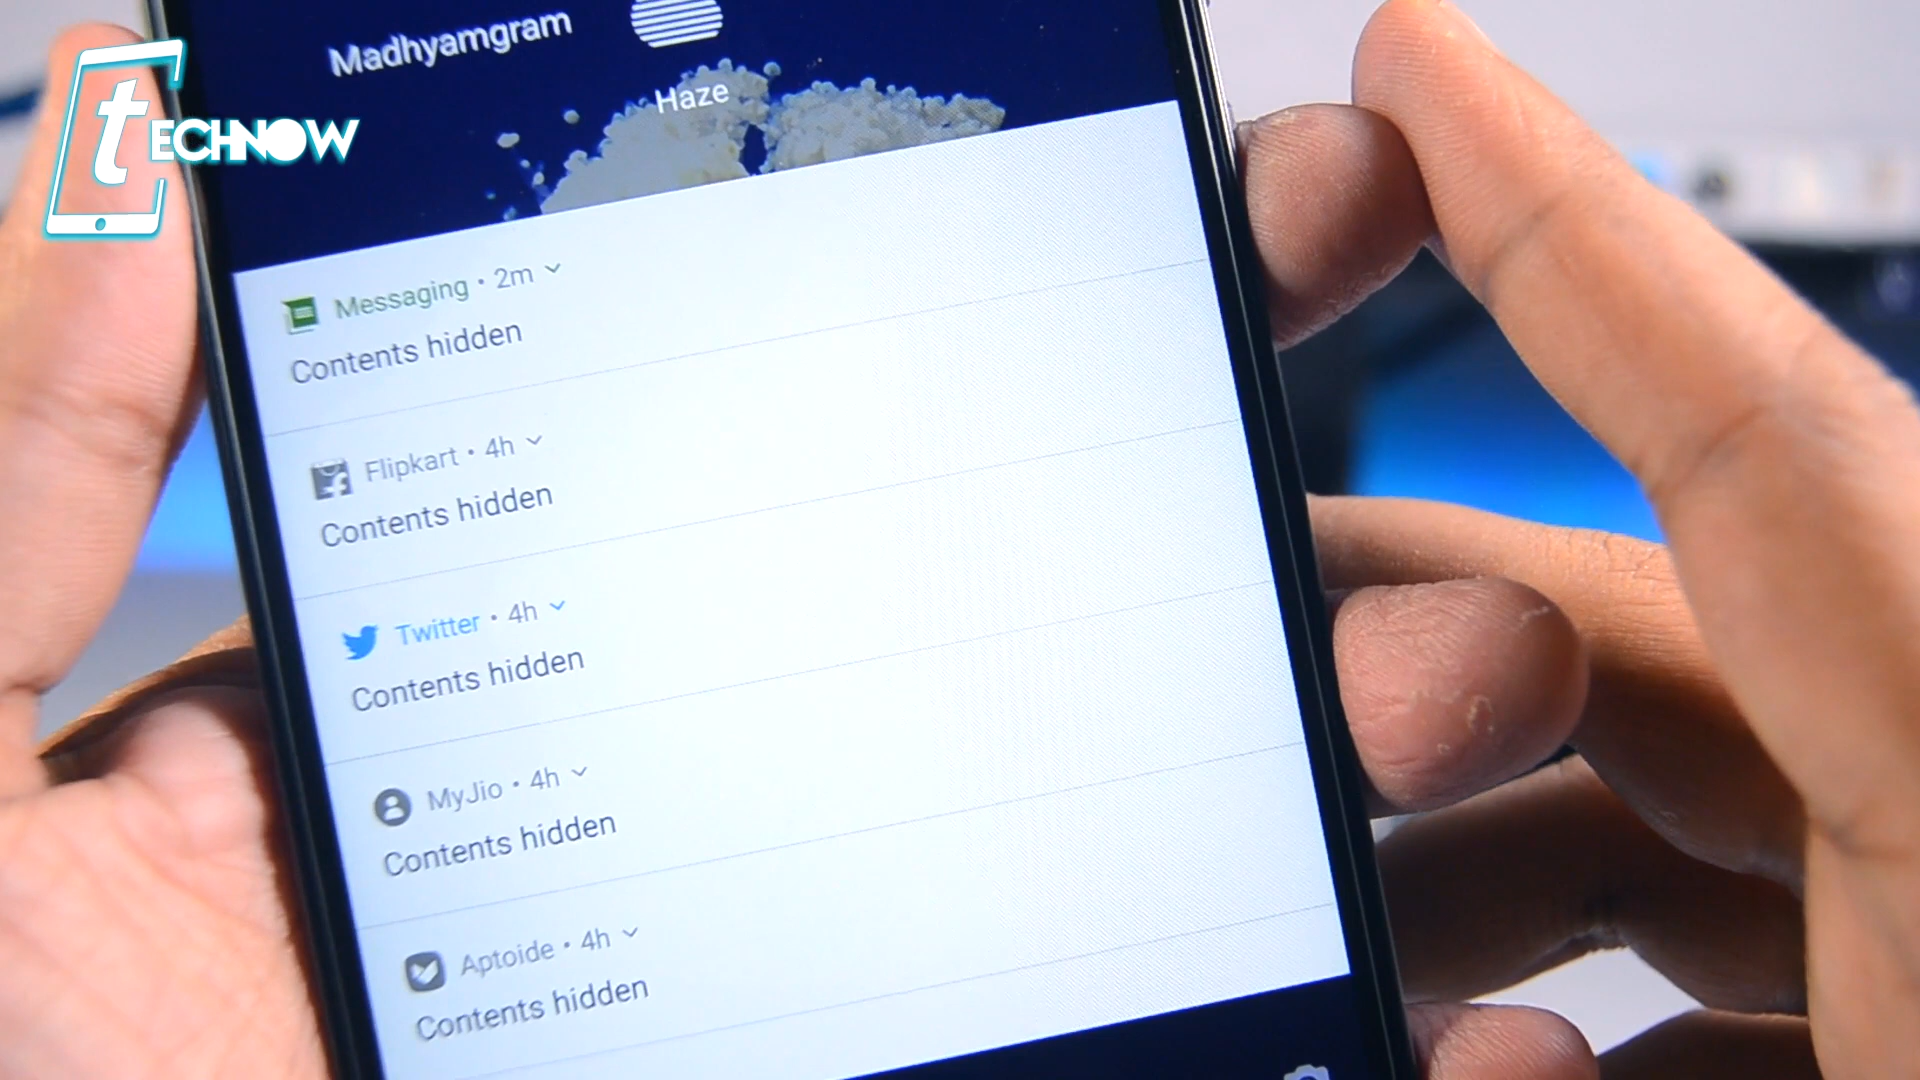 Madhyamgram
Haze
tECHNOW
Messaging • 2m
Contents hidden
Flipkart • 4h
Contents hidden
Twitter • 4h
Contents hidden
MyJio • 4h
Contents hidden
Aptoide • 4h
Contents hidden